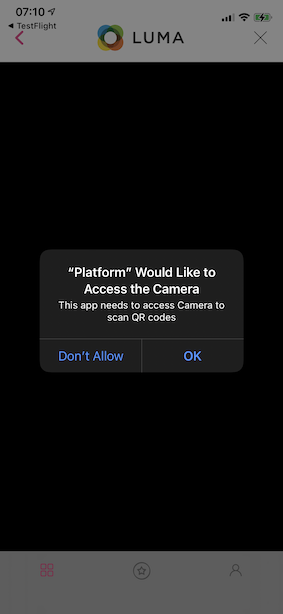 07:10
◀ TestFlight
LUMA
“Platform” Would Like to
Access the Camera
This app needs to access Camera to
scan QR codes
Don’t Allow
OK